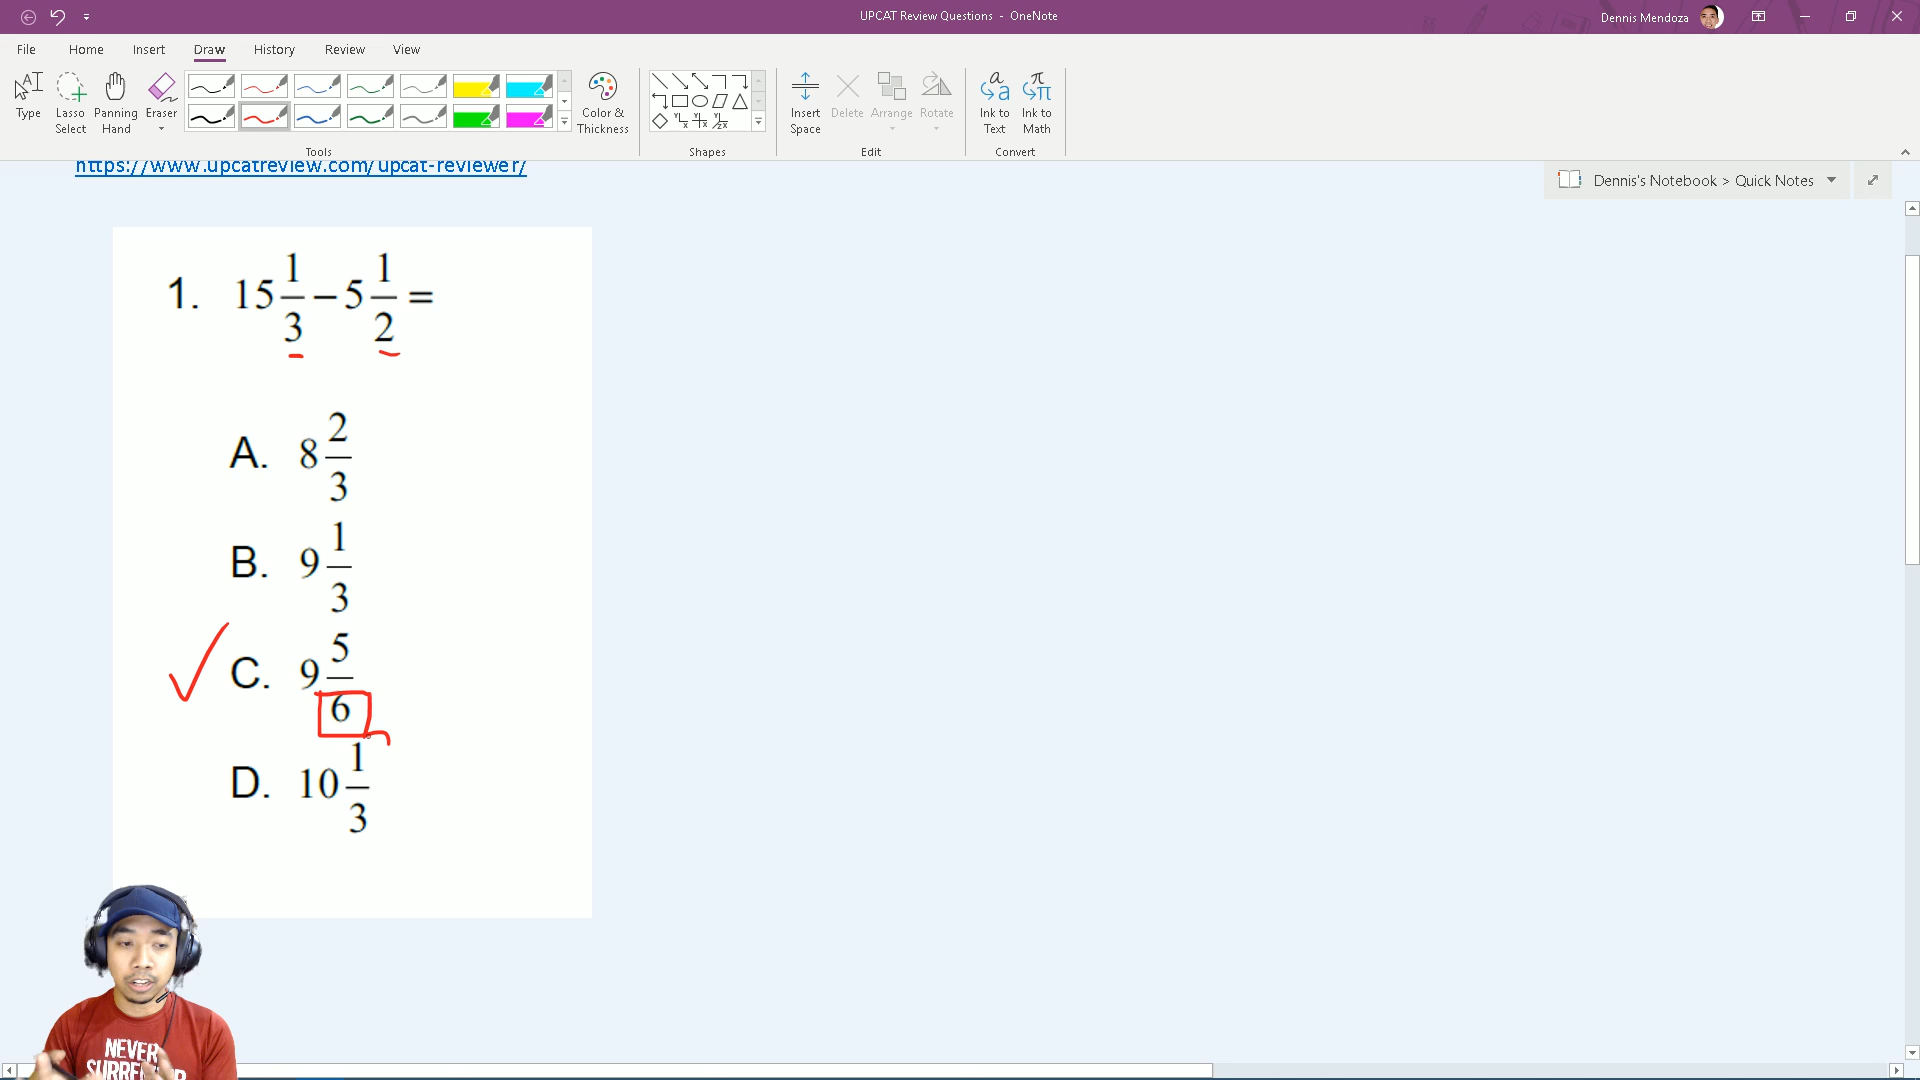 UPCAT Review Questions - OneNote
Dennis Mendoza
File Home Insert Draw History Review View
Type
Lasso Select
Panning Hand
Eraser
Color & Thickness
Insert Space
Delete
Arrange
Rotate
Ink to Text
Ink to Math
Tools
Shapes
Edit
Convert
https://www.upcatreview.com/upcat-reviewer/
Dennis's Notebook > Quick Notes
1. 15 1/3 − 5 1/2 =
A. 8 2/3
B. 9 1/3
C. 9 5/6
D. 10 1/3
NEVER